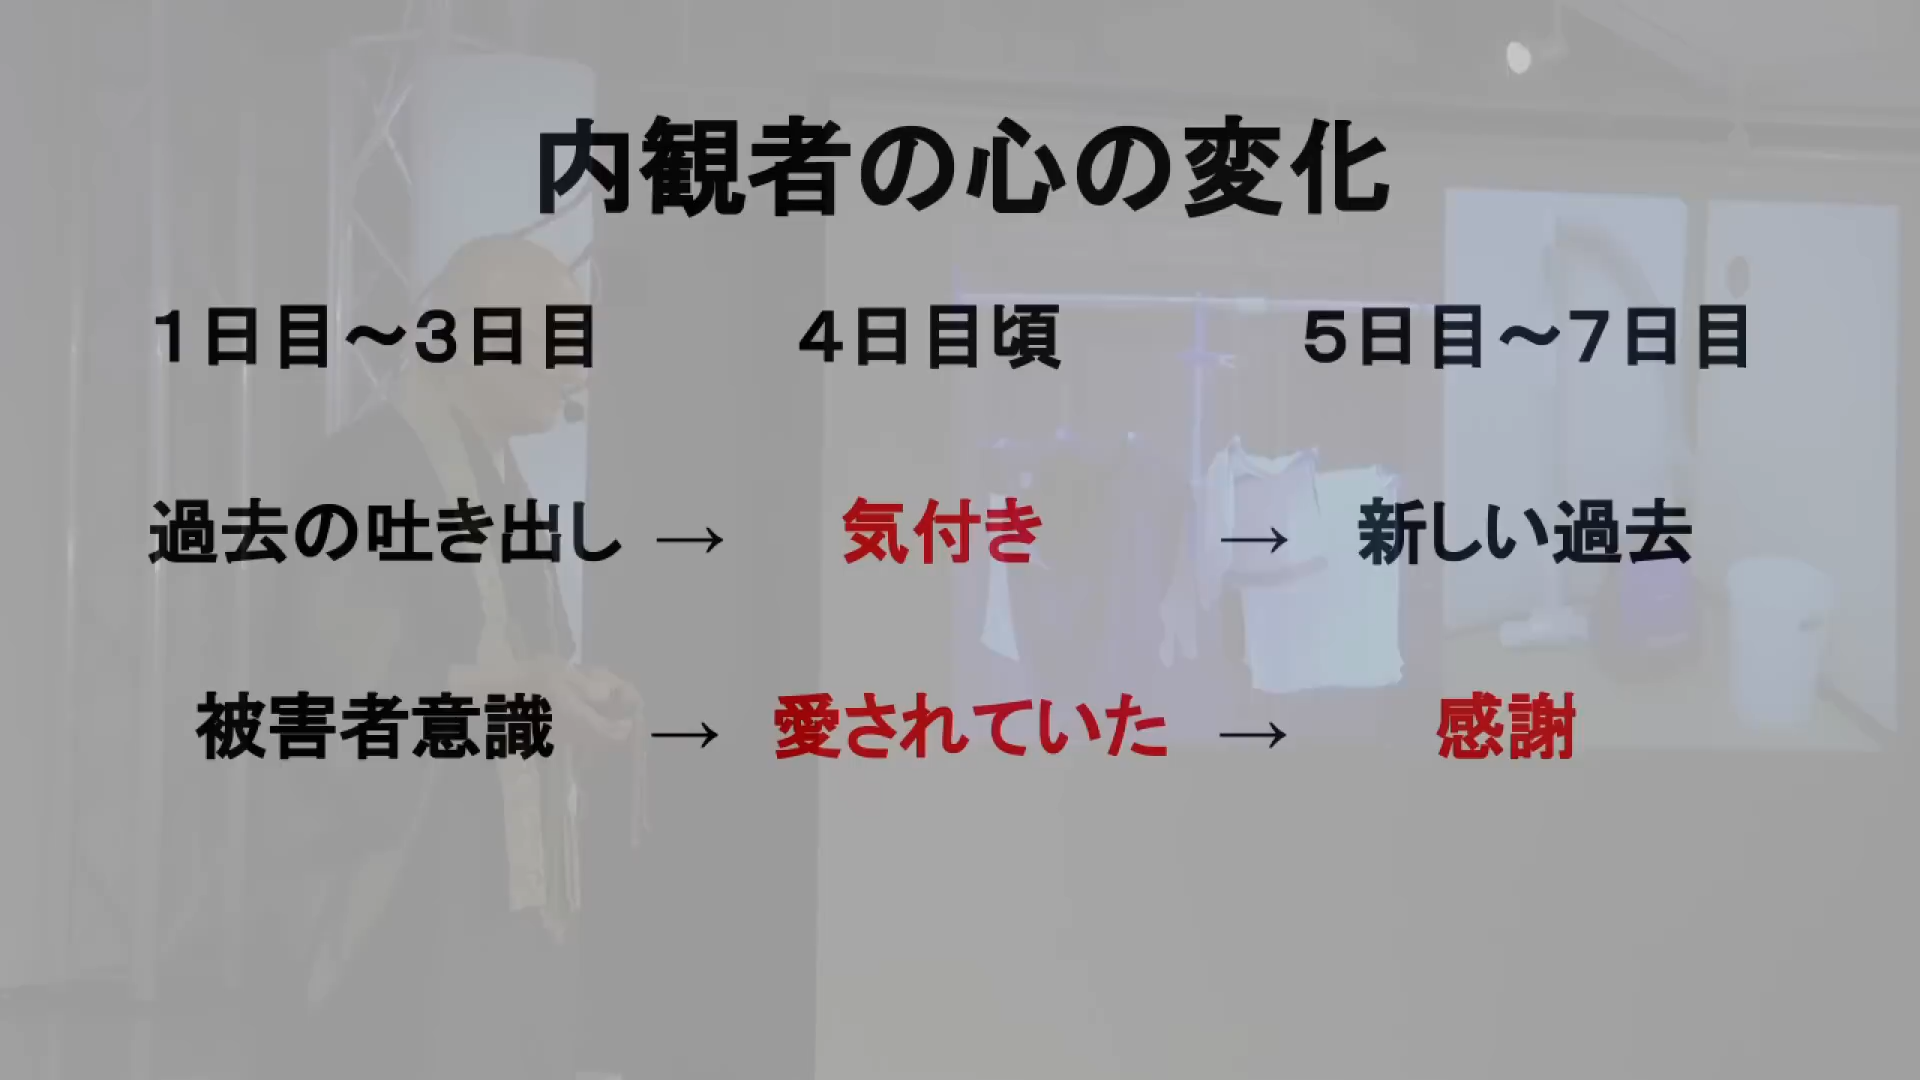 内観者の心の変化
１日目～３日目 ４日目頃 ５日目～７日目
過去の吐き出し → 気付き → 新しい過去
被害者意識 → 愛されていた → 感謝